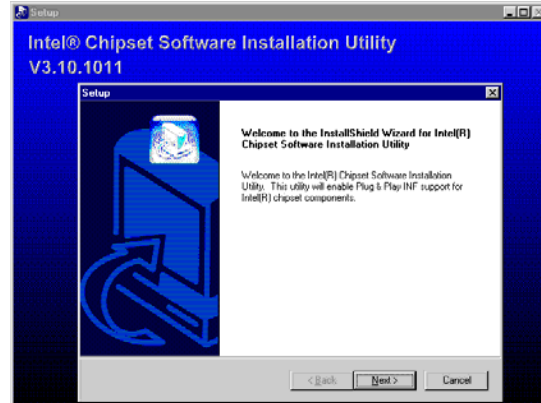 Setup
Intel® Chipset Software Installation Utility
V3.10.1011
Setup
Welcome to the InstallShield Wizard for Intel(R)
Chipset Software Installation Utility
Welcome to the Intel(R) Chipset Software Installation
Utility. This utility will enable Plug & Play INF support for
Intel(R) chipset components.
< Back
Next >
Cancel